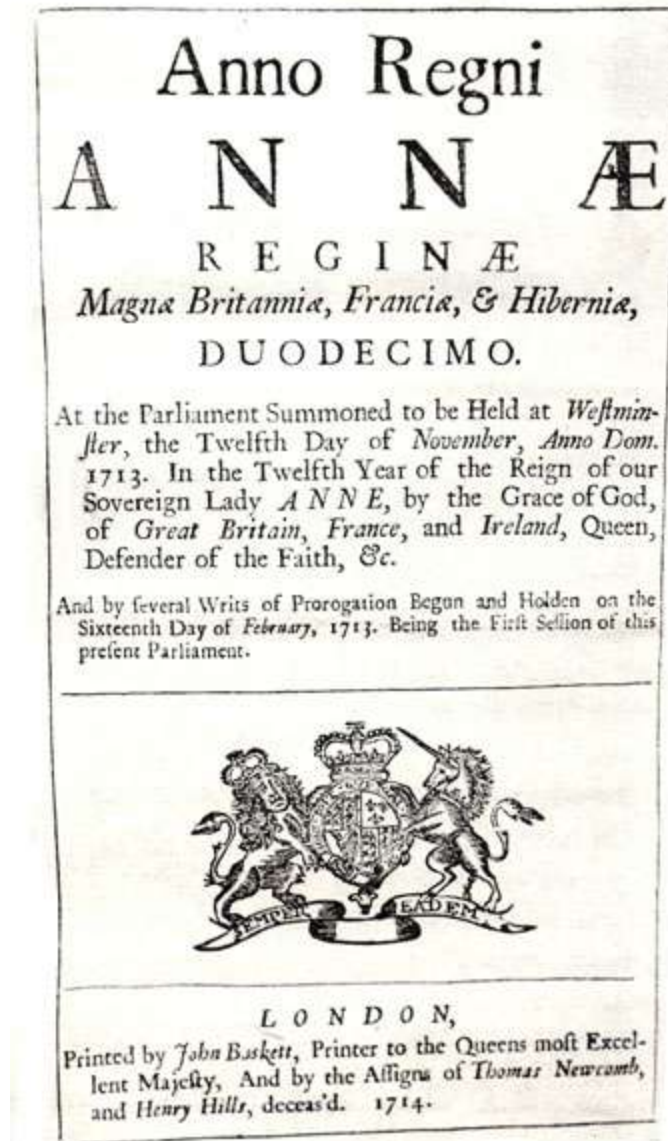 Anno Regni
ANNÆ
REGINÆ
Magnæ Britanniæ, Franciæ, & Hiberniæ,
DUODECIMO.
At the Parliament Summoned to be Held at Weſtmin-
ſter, the Twelfth Day of November, Anno Dom.
1713. In the Twelfth Year of the Reign of our
Sovereign Lady ANNE, by the Grace of God,
of Great Britain, France, and Ireland, Queen,
Defender of the Faith, &c.
And by ſeveral Writs of Prorogation Begun and Holden on the
Sixteenth Day of February, 1713. Being the Firſt Seſſion of this
preſent Parliament.
SEMPER EADEM
LONDON,
Printed by John Baskett, Printer to the Queens moſt Excel-
lent Majeſty, And by the Aſſigns of Thomas Newcomb,
and Henry Hills, deceas'd. 1714.